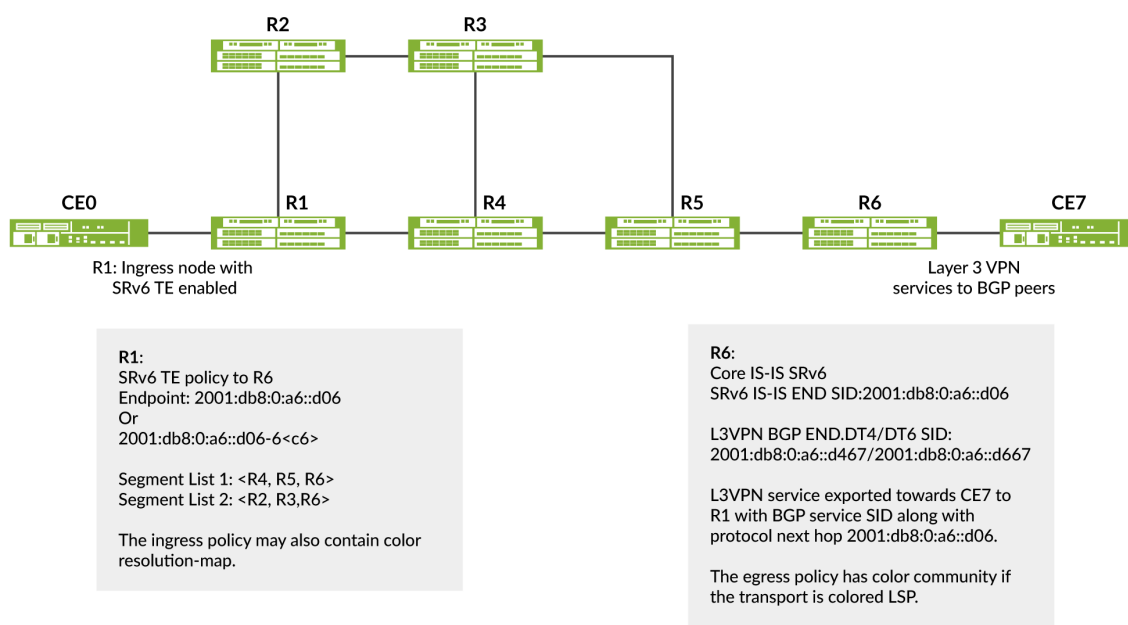 R2
R3
CE0
R1
R4
R5
R6
CE7
R1: Ingress node with
SRv6 TE enabled
Layer 3 VPN
services to BGP peers
R1:
SRv6 TE policy to R6
Endpoint: 2001:db8:0:a6::d06
Or
2001:db8:0:a6::d06-6<c6>
Segment List 1: <R4, R5, R6>
Segment List 2: <R2, R3,R6>
The ingress policy may also contain color
resolution-map.
R6:
Core IS-IS SRv6
SRv6 IS-IS END SID:2001:db8:0:a6::d06
L3VPN BGP END.DT4/DT6 SID:
2001:db8:0:a6::d467/2001:db8:0:a6::d667
L3VPN service exported towards CE7 to
R1 with BGP service SID along with
protocol next hop 2001:db8:0:a6::d06.
The egress policy has color community if
the transport is colored LSP.